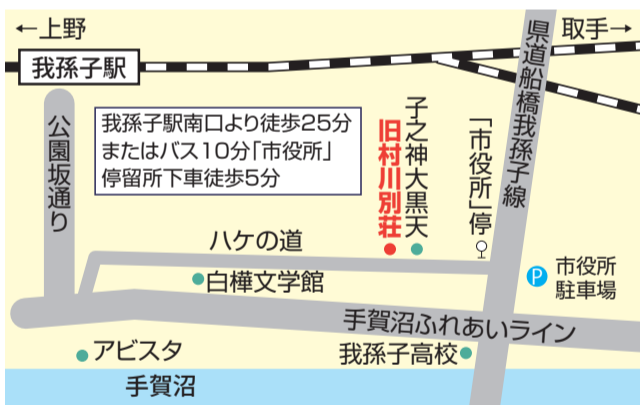 ←上野
取手→
我孫子駅
県道船橋我孫子線
公園坂通り
我孫子駅南口より徒歩25分
またはバス10分「市役所」
停留所下車徒歩5分
子之神大黒天
旧村川別荘
「市役所」停
ハケの道
白樺文学館
P
市役所
駐車場
手賀沼ふれあいライン
アビスタ
我孫子高校
手賀沼